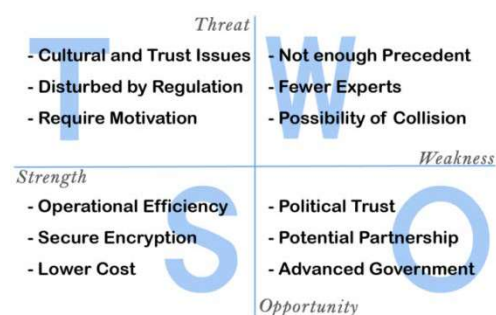 Threat
T
- Cultural and Trust Issues
- Disturbed by Regulation
- Require Motivation
W
- Not enough Precedent
- Fewer Experts
- Possibility of Collision
Weakness
Strength
S
- Operational Efficiency
- Secure Encryption
- Lower Cost
O
- Political Trust
- Potential Partnership
- Advanced Government
Opportunity